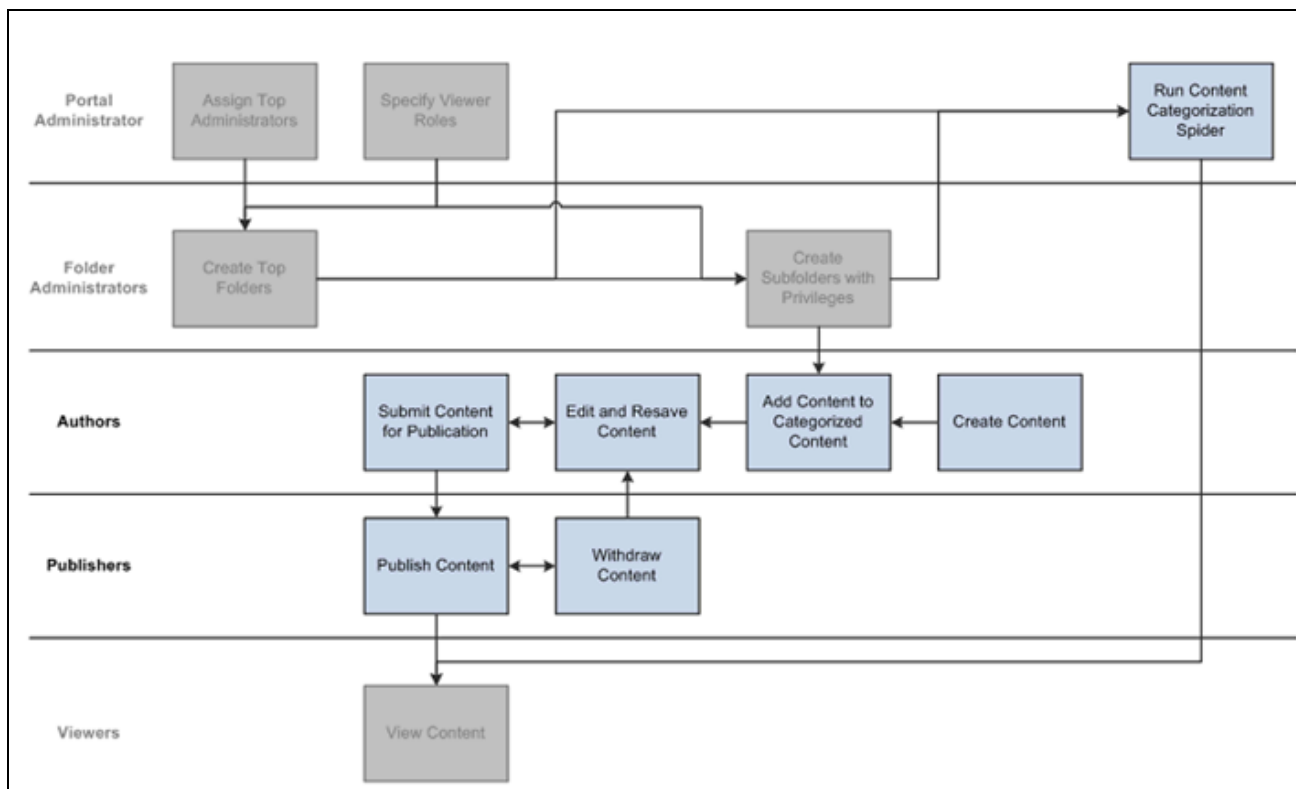 Portal
Administrator
Assign Top
Administrators
Specify Viewer
Roles
Run Content
Categorization
Spider
Folder
Administrators
Create Top
Folders
Create
Subfolders with
Privileges
Authors
Submit Content
for Publication
Edit and Resave
Content
Add Content to
Categorized
Content
Create Content
Publishers
Publish Content
Withdraw
Content
Viewers
View Content